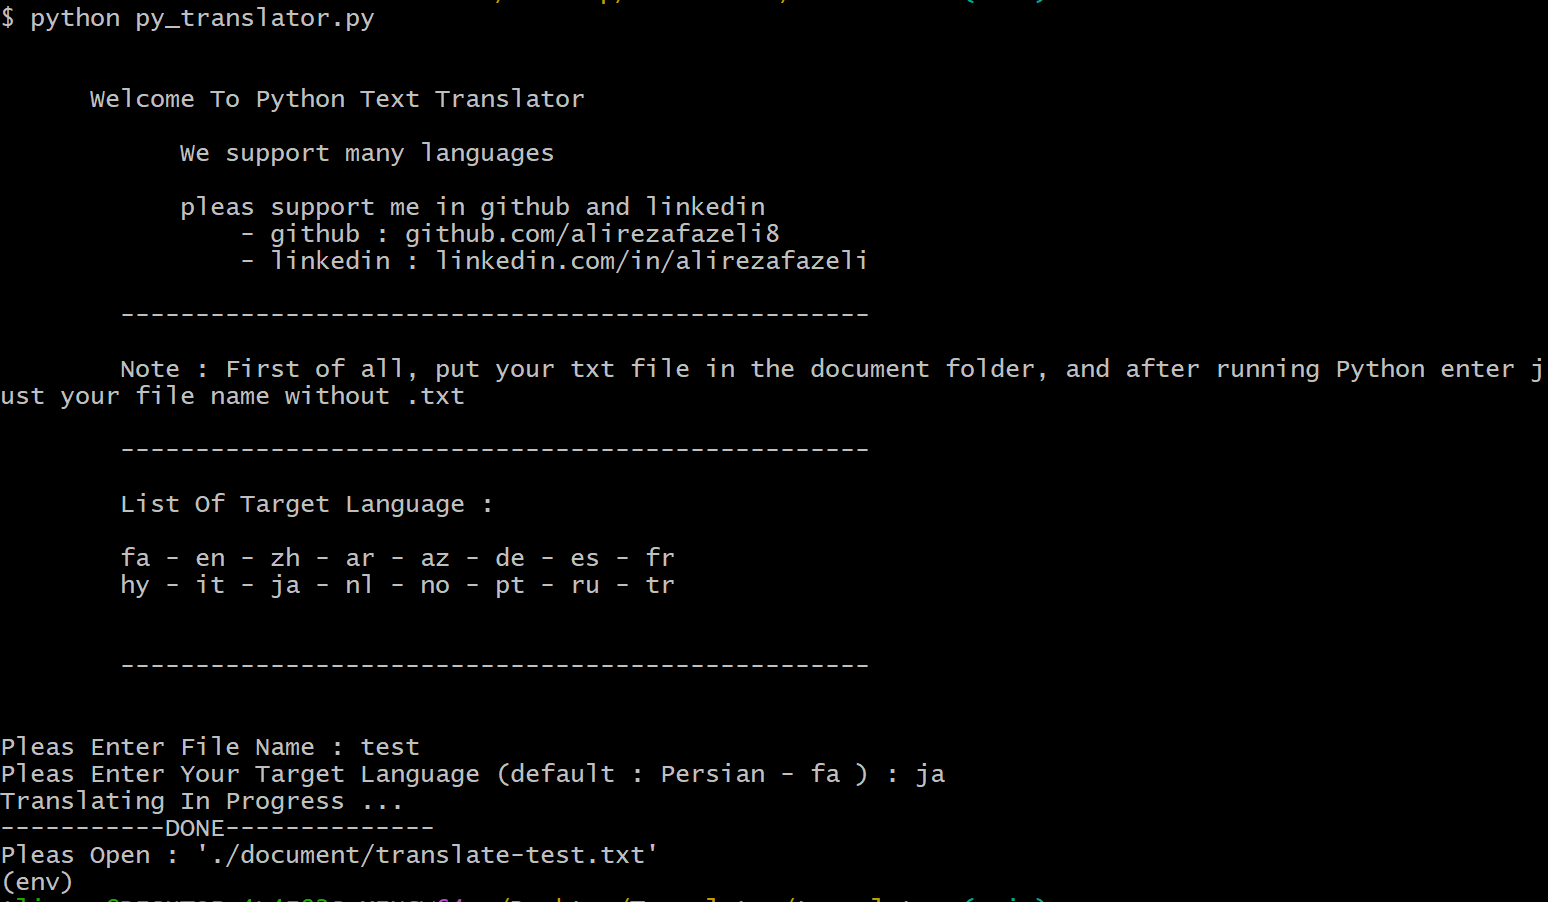 $ python py_translator.py
Welcome To Python Text Translator
We support many languages
pleas support me in github and linkedin
- github : github.com/alirezafazeli8
- linkedin : linkedin.com/in/alirezafazeli
--------------------------------------------------
Note : First of all, put your txt file in the document folder, and after running Python enter j
ust your file name without .txt
--------------------------------------------------
List Of Target Language :
fa - en - zh - ar - az - de - es - fr
hy - it - ja - nl - no - pt - ru - tr
--------------------------------------------------
Pleas Enter File Name : test
Pleas Enter Your Target Language (default : Persian - fa ) : ja
Translating In Progress ...
-----------DONE--------------
Pleas Open : './document/translate-test.txt'
(env)